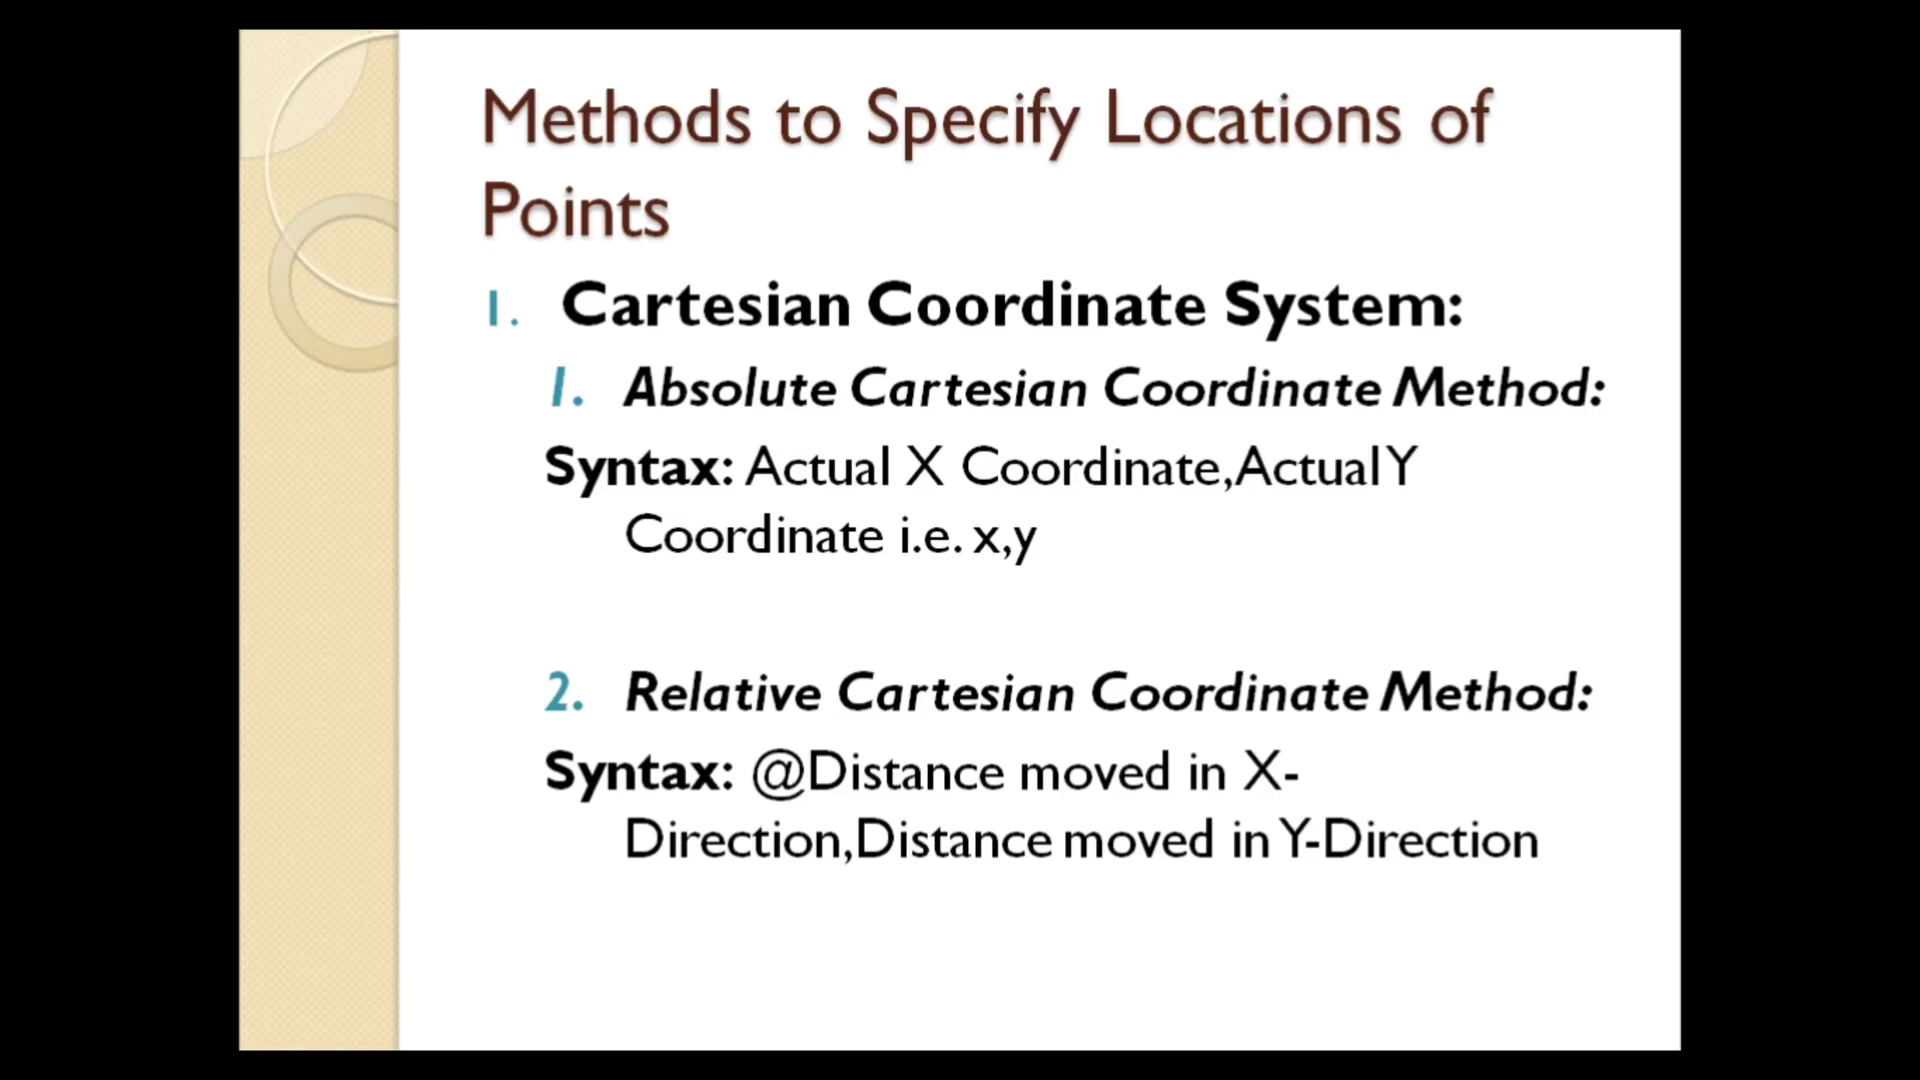 Methods to Specify Locations of
Points
1. Cartesian Coordinate System:
1. Absolute Cartesian Coordinate Method:
Syntax: Actual X Coordinate,Actual Y
Coordinate i.e. x,y
2. Relative Cartesian Coordinate Method:
Syntax: @Distance moved in X-
Direction,Distance moved in Y-Direction